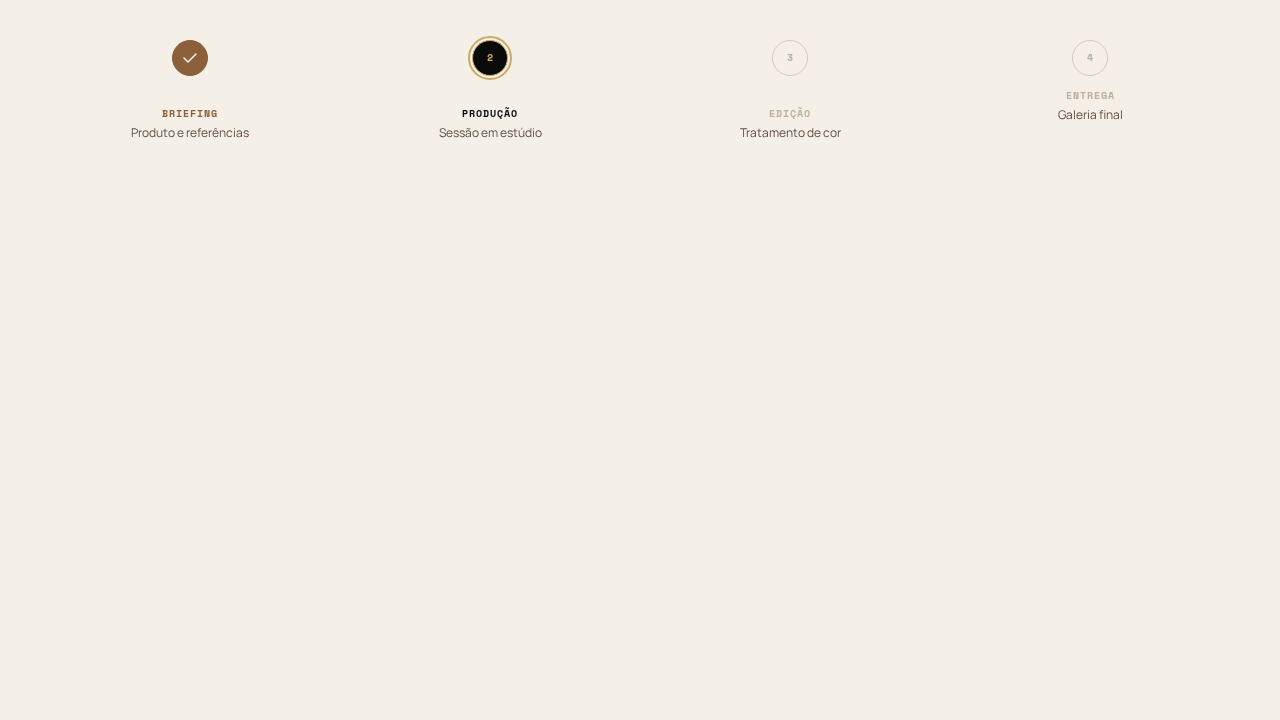 2
3
4
BRIEFING
Produto e referências
PRODUÇÃO
Sessão em estúdio
EDIÇÃO
Tratamento de cor
ENTREGA
Galeria final